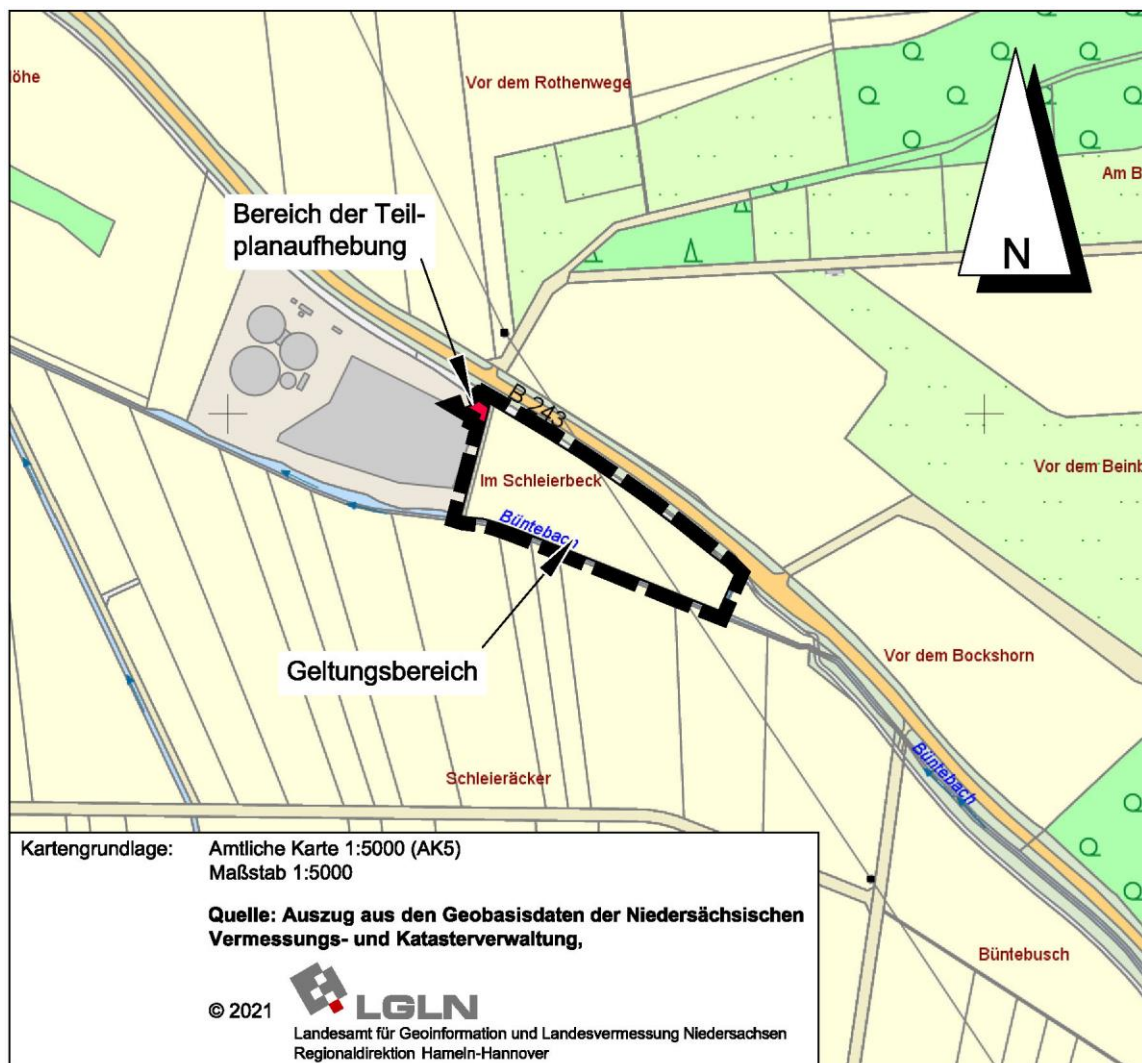 öhe
Vor dem Rothenwege
Am B
Bereich der Teil-
planaufhebung
N
B 243
Im Schleierbeck
Vor dem Beinb
Büntebach
Geltungsbereich
Vor dem Bockshorn
Büntebach
Schleieräcker
Büntebusch
Kartengrundlage: Amtliche Karte 1:5000 (AK5)
Maßstab 1:5000
Quelle: Auszug aus den Geobasisdaten der Niedersächsischen
Vermessungs- und Katasterverwaltung,
© 2021 LGLN
Landesamt für Geoinformation und Landesvermessung Niedersachsen
Regionaldirektion Hameln-Hannover